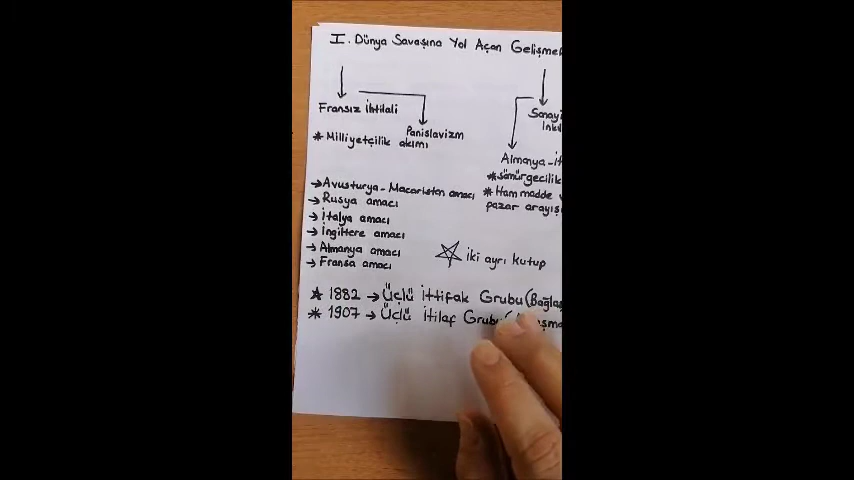 I. Dünya Savaşına Yol Açan
Fransız İhtilali
Panislavizm
* Milliyetçilik akımı
Sanayi
Almanya-
* Sömürgecilik
* Ham madde
pazar arayışı
→ Avusturya-Macaristan amacı
→ Rusya amacı
→ İtalya amacı
→ İngiltere amacı
→ Almanya amacı
→ Fransa amacı
☆ iki ayrı kutup
★ 1882 → Üçlü İttifak Grubu
* 1907 → Üçlü İtilaf Grubu